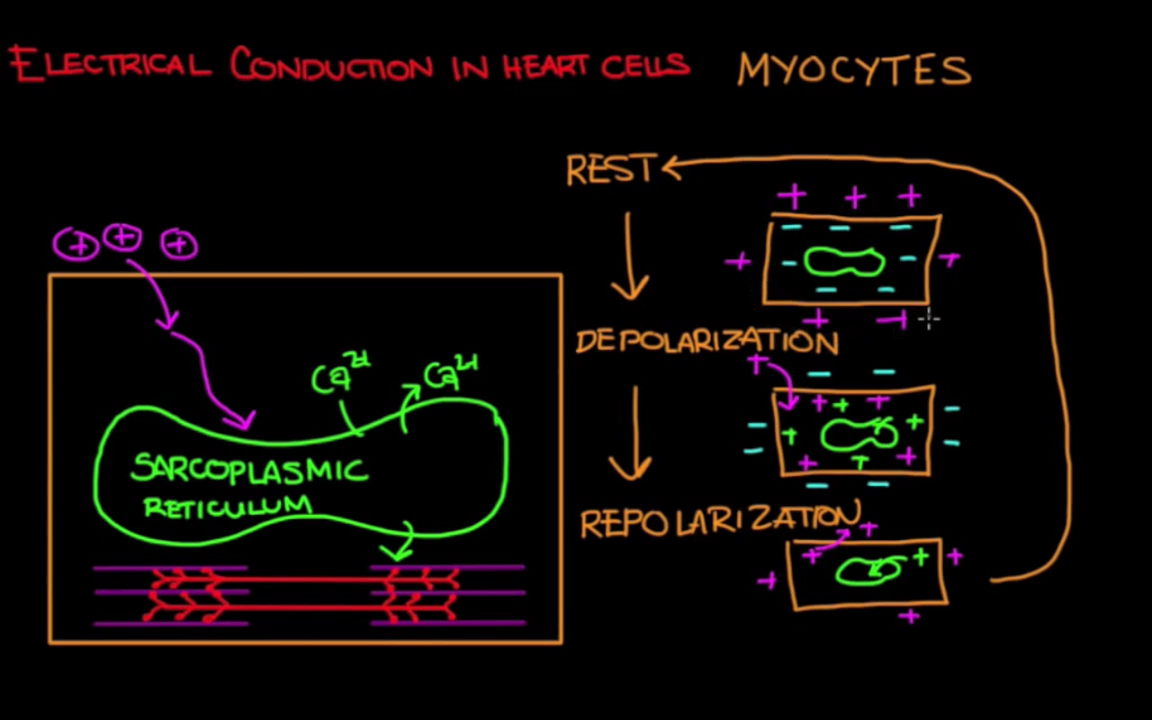 ELECTRICAL CONDUCTION IN HEART CELLS MYOCYTES
REST
DEPOLARIZATION
REPOLARIZATION
Ca2+ Ca2+
SARCOPLASMIC
RETICULUM